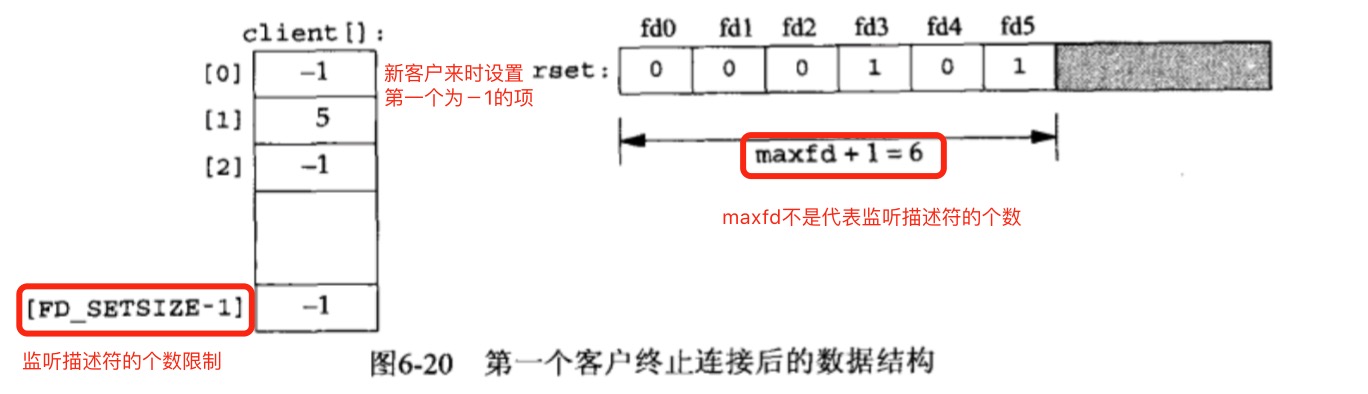 client[]:
[0] -1
[1] 5
[2] -1
[FD_SETSIZE-1] -1
新客户来时设置
第一个为-1的项
监听描述符的个数限制
fd0 fd1 fd2 fd3 fd4 fd5
rset: 0 0 0 1 0 1
maxfd + 1 = 6
maxfd不是代表监听描述符的个数
图6-20 第一个客户终止连接后的数据结构